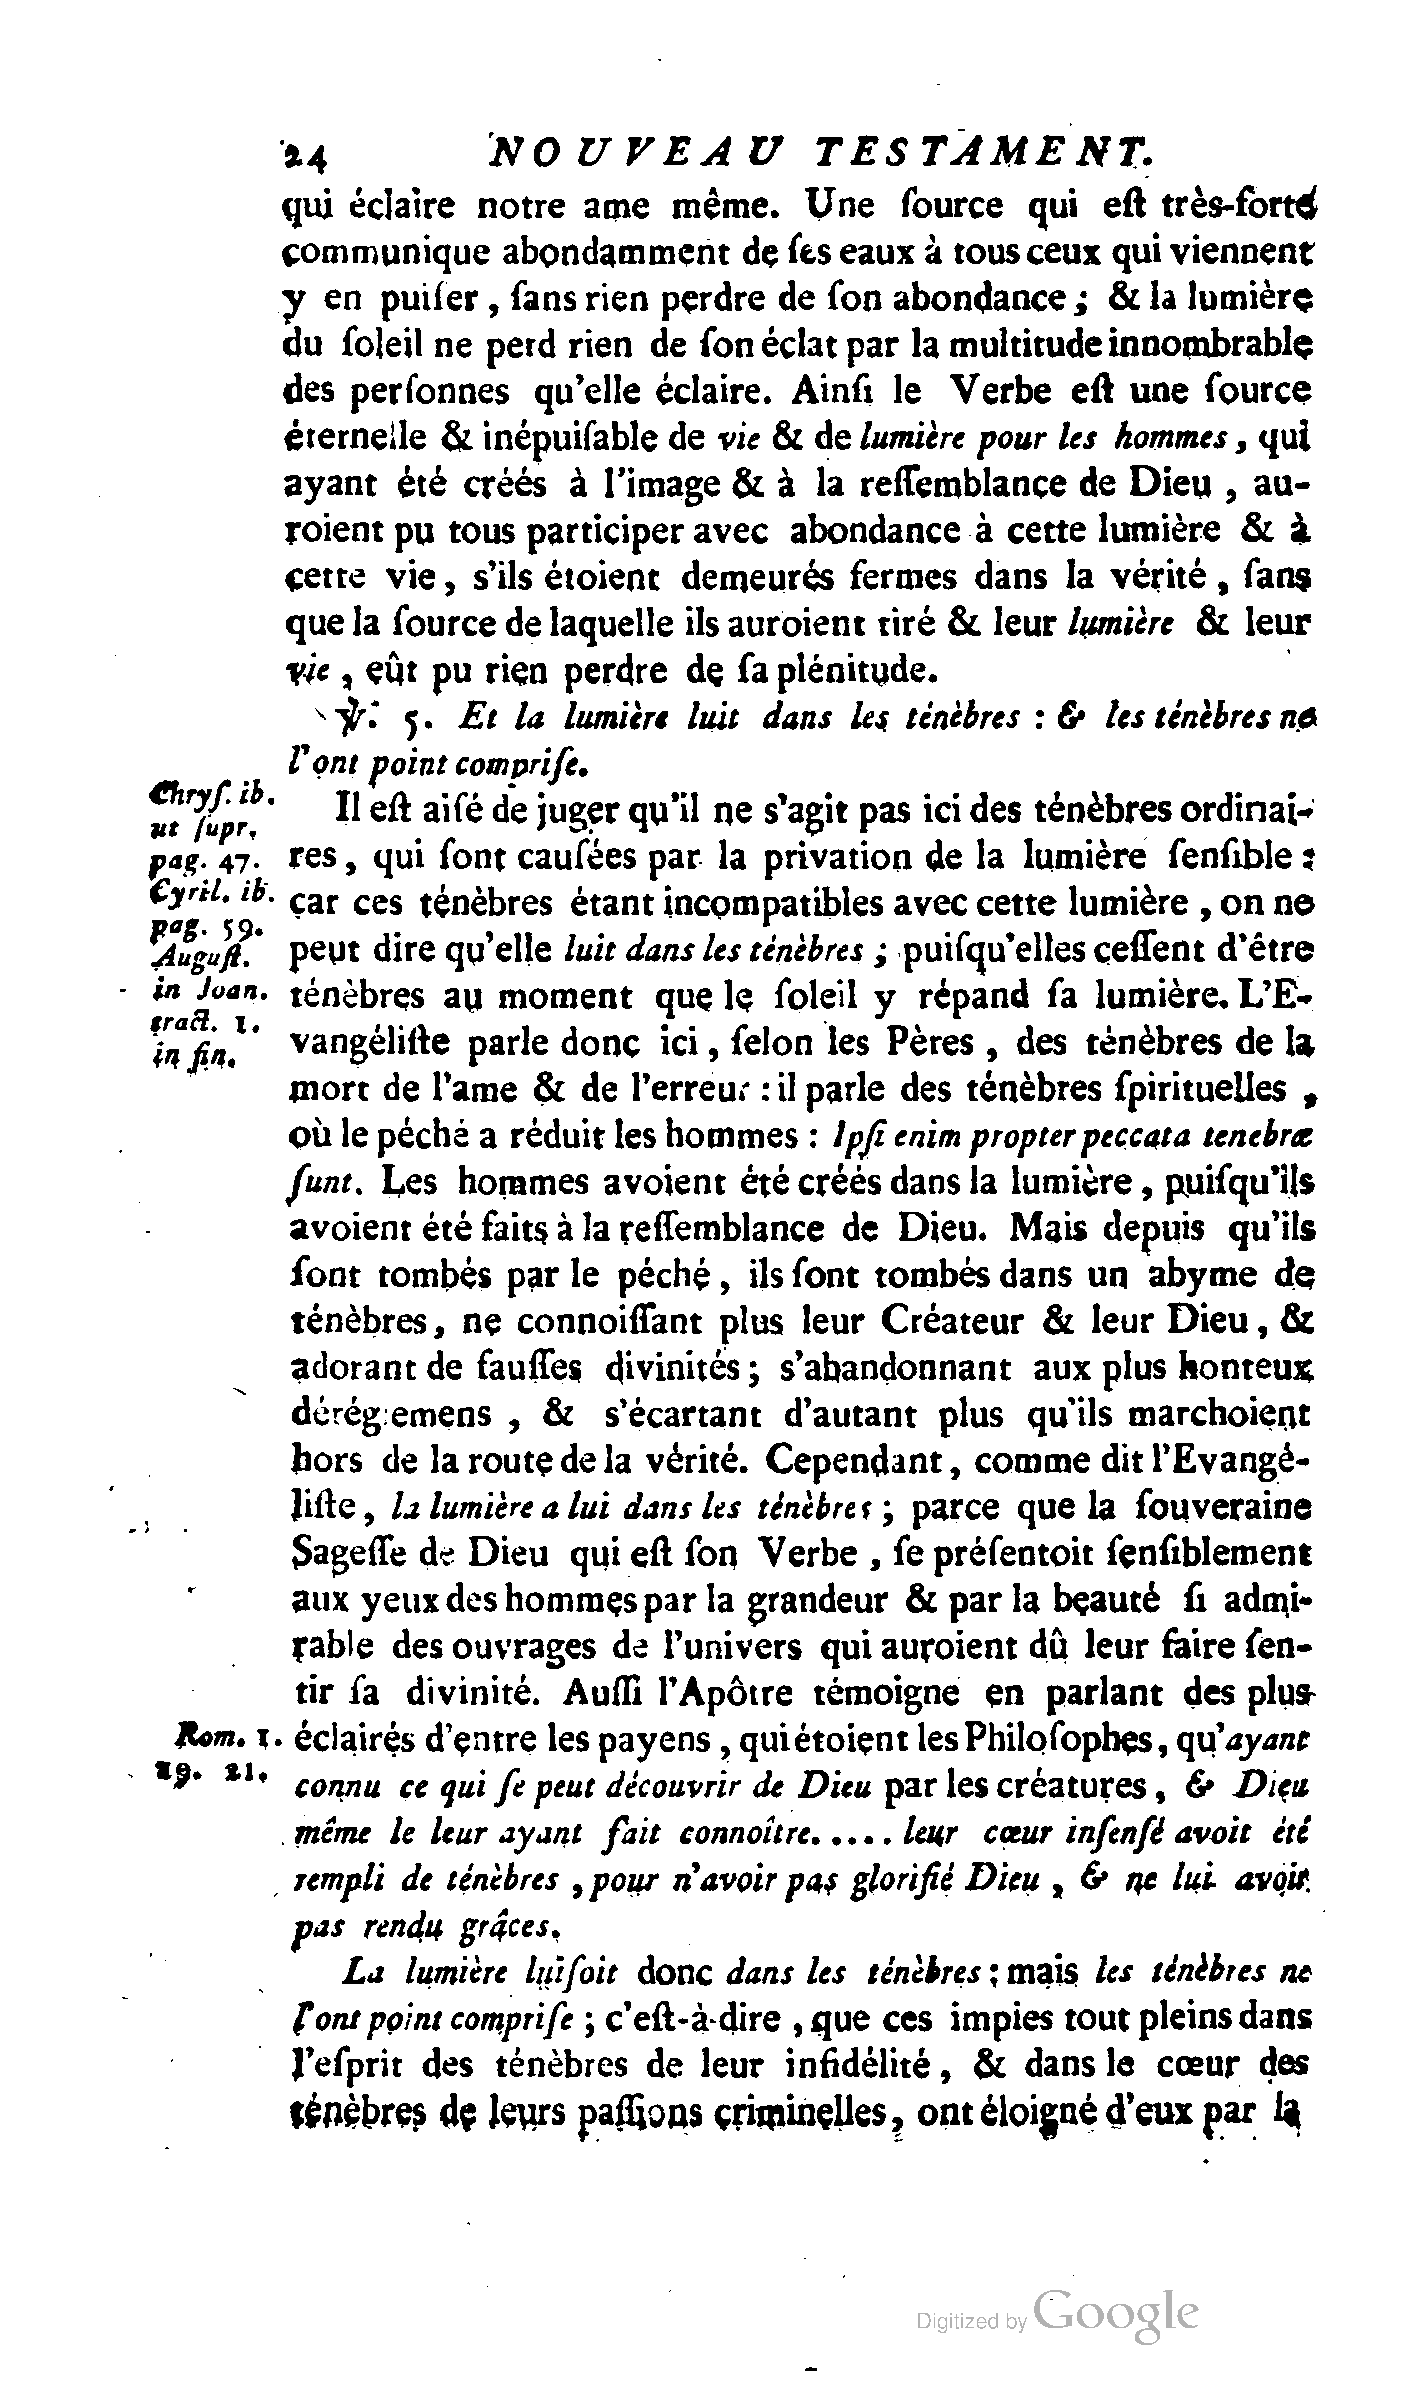 24 NOUVEAU TESTAMENT.
qui éclaire notre ame même. Une ſource qui eſt très-forte
communique abondamment de ſes eaux à tous ceux qui viennent
y en puiſer, ſans rien perdre de ſon abondance; & la lumière
du ſoleil ne perd rien de ſon éclat par la multitude innombrable
des perſonnes qu'elle éclaire. Ainſi le Verbe eſt une ſource
éternelle & inépuiſable de vie & de lumière pour les hommes, qui
ayant été créés à l'image & à la reſſemblance de Dieu, au-
roient pu tous participer avec abondance à cette lumière & à
cette vie, s'ils étoient demeurés fermes dans la vérité, ſans
que la ſource de laquelle ils auroient tiré & leur lumière & leur
vie, eût pu rien perdre de ſa plénitude.
℣. 5. Et la lumière luit dans les ténèbres : & les ténèbres ne
l'ont point compriſe.
Chryſ. ib.
ut ſupr.
pag. 47.
Cyril. ib.
pag. 59.
Auguſt.
in Joan.
tract. 1.
in fin.
Il eſt aiſé de juger qu'il ne s'agit pas ici des ténèbres ordinai-
res, qui ſont cauſées par la privation de la lumière ſenſible :
car ces ténèbres étant incompatibles avec cette lumière, on ne
peut dire qu'elle luit dans les ténèbres; puiſqu'elles ceſſent d'être
ténèbres au moment que le ſoleil y répand ſa lumière. L'E-
vangéliſte parle donc ici, ſelon les Pères, des ténèbres de la
mort de l'ame & de l'erreur : il parle des ténèbres ſpirituelles,
où le péché a réduit les hommes : Ipſi enim propter peccata tenebræ
ſunt. Les hommes avoient été créés dans la lumière, puiſqu'ils
avoient été faits à la reſſemblance de Dieu. Mais depuis qu'ils
ſont tombés par le péché, ils ſont tombés dans un abyme de
ténèbres, ne connoiſſant plus leur Créateur & leur Dieu, &
adorant de fauſſes divinités; s'abandonnant aux plus honteux
déréglemens, & s'écartant d'autant plus qu'ils marchoient
hors de la route de la vérité. Cependant, comme dit l'Evangé-
liſte, la lumière a lui dans les ténèbres; parce que la ſouveraine
Sageſſe de Dieu qui eſt ſon Verbe, ſe préſentoit ſenſiblement
aux yeux des hommes par la grandeur & par la beauté ſi admi-
rable des ouvrages de l'univers qui auroient dû leur faire ſen-
tir ſa divinité. Auſſi l'Apôtre témoigne en parlant des plus
Rom. 1.
19. 21.
éclairés d'entre les payens, qui étoient les Philoſophes, qu'ayant
connu ce qui ſe peut découvrir de Dieu par les créatures, & Dieu
même le leur ayant fait connoître..... leur cœur inſenſé avoit été
rempli de ténèbres, pour n'avoir pas glorifié Dieu, & ne lui avoir
pas rendu grâces.
La lumière luiſoit donc dans les ténèbres; mais les ténèbres ne
l'ont point compriſe; c'eſt-à-dire, que ces impies tout pleins dans
l'eſprit des ténèbres de leur infidélité, & dans le cœur des
ténèbres de leurs paſſions criminelles, ont éloigné d'eux par la
Digitized by Google